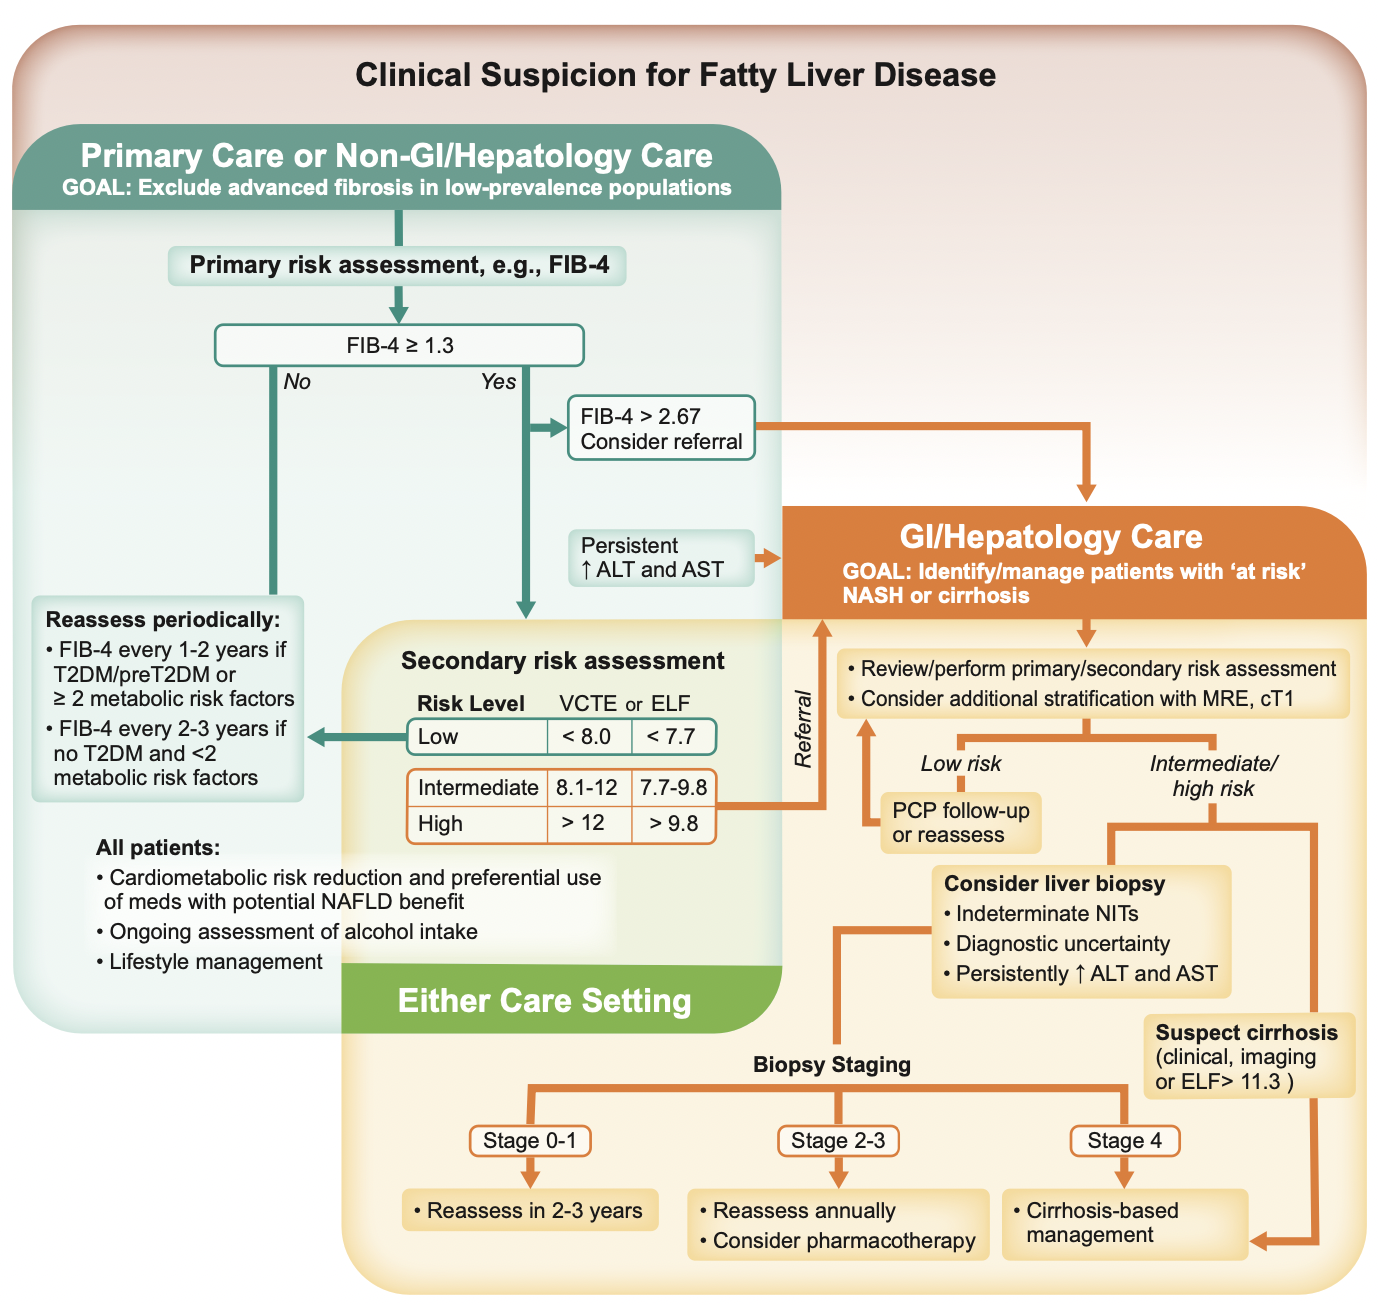 Clinical Suspicion for Fatty Liver Disease
Primary Care or Non-GI/Hepatology Care
GOAL: Exclude advanced fibrosis in low-prevalence populations
Primary risk assessment, e.g., FIB-4
FIB-4 ≥ 1.3
No
Yes
FIB-4 > 2.67
Consider referral
Persistent
↑ ALT and AST
GI/Hepatology Care
GOAL: Identify/manage patients with ‘at risk’
NASH or cirrhosis
Reassess periodically:
• FIB-4 every 1-2 years if
T2DM/preT2DM or
≥ 2 metabolic risk factors
• FIB-4 every 2-3 years if
no T2DM and <2
metabolic risk factors
Secondary risk assessment
Risk Level VCTE or ELF
Low < 8.0 < 7.7
Intermediate 8.1-12 7.7-9.8
High > 12 > 9.8
Referral
• Review/perform primary/secondary risk assessment
• Consider additional stratification with MRE, cT1
Low risk
Intermediate/
high risk
PCP follow-up
or reassess
All patients:
• Cardiometabolic risk reduction and preferential use
of meds with potential NAFLD benefit
• Ongoing assessment of alcohol intake
• Lifestyle management
Either Care Setting
Consider liver biopsy
• Indeterminate NITs
• Diagnostic uncertainty
• Persistently ↑ ALT and AST
Suspect cirrhosis
(clinical, imaging
or ELF> 11.3 )
Biopsy Staging
Stage 0-1
Stage 2-3
Stage 4
• Reassess in 2-3 years
• Reassess annually
• Consider pharmacotherapy
• Cirrhosis-based
management